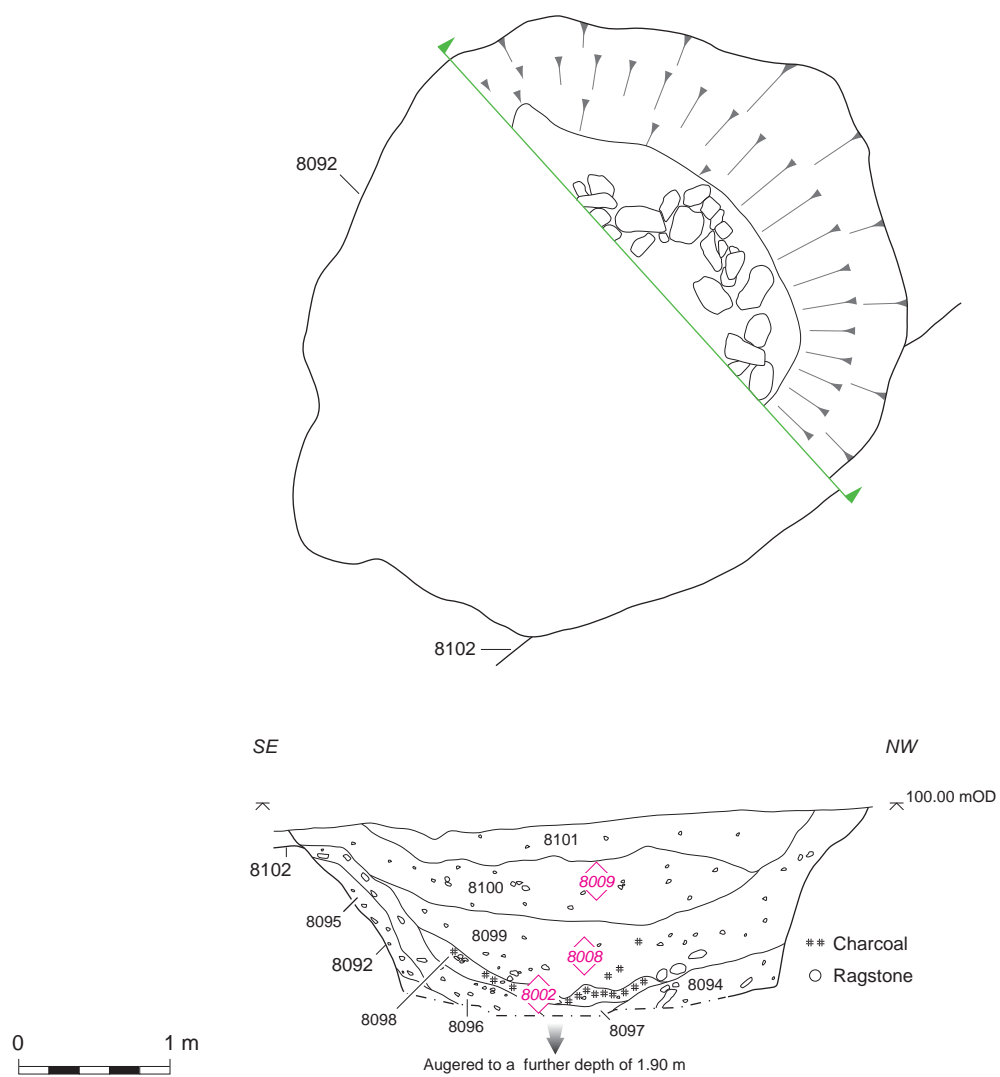 8092
8102
SE
NW
100.00 mOD
8101
8102
8100
8009
8095
8099
8092
8008
## Charcoal
Ragstone
8002
8094
8098
8096
8097
0
1 m
Augered to a further depth of 1.90 m